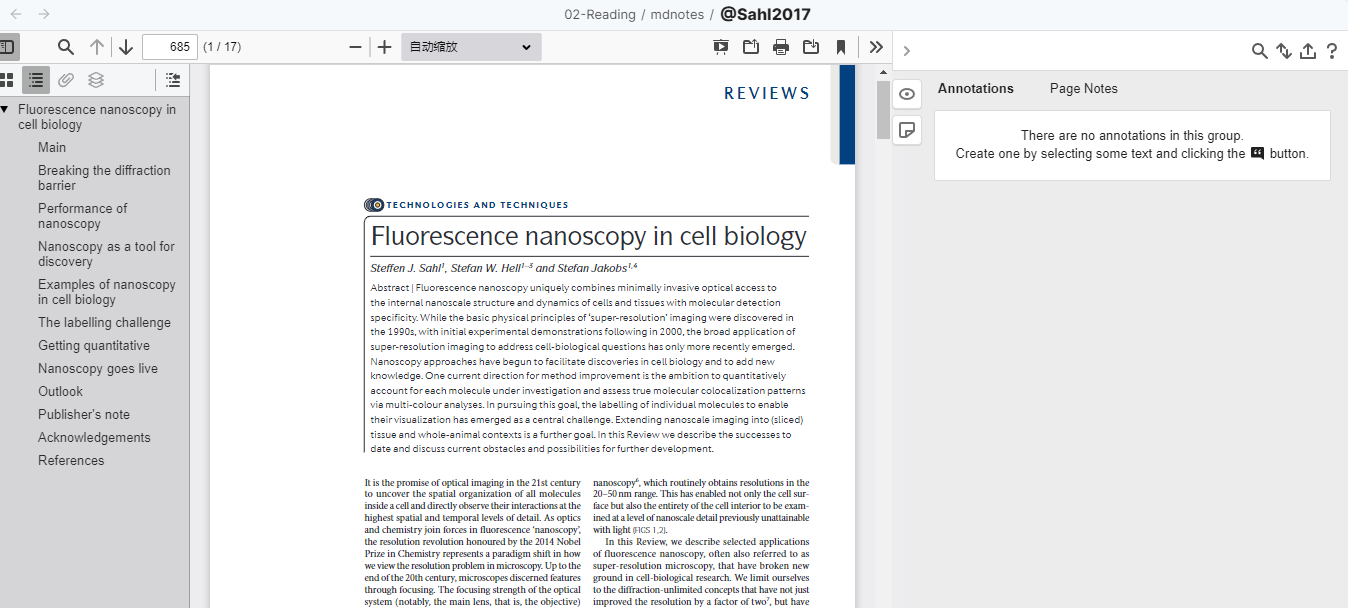 02-Reading / mdnotes / @Sahl2017
685 (1 / 17)
自动缩放
Fluorescence nanoscopy in
cell biology
Main
Breaking the diffraction
barrier
Performance of
nanoscopy
Nanoscopy as a tool for
discovery
Examples of nanoscopy
in cell biology
The labelling challenge
Getting quantitative
Nanoscopy goes live
Outlook
Publisher's note
Acknowledgements
References
REVIEWS
TECHNOLOGIES AND TECHNIQUES
Fluorescence nanoscopy in cell biology
Steffen J. Sahl¹, Stefan W. Hell¹⁻³ and Stefan Jakobs¹,⁴
Abstract | Fluorescence nanoscopy uniquely combines minimally invasive optical access to
the internal nanoscale structure and dynamics of cells and tissues with molecular detection
specificity. While the basic physical principles of 'super-resolution' imaging were discovered in
the 1990s, with initial experimental demonstrations following in 2000, the broad application of
super-resolution imaging to address cell-biological questions has only more recently emerged.
Nanoscopy approaches have begun to facilitate discoveries in cell biology and to add new
knowledge. One current direction for method improvement is the ambition to quantitatively
account for each molecule under investigation and assess true molecular colocalization patterns
via multi-colour analyses. In pursuing this goal, the labelling of individual molecules to enable
their visualization has emerged as a central challenge. Extending nanoscale imaging into (sliced)
tissue and whole-animal contexts is a further goal. In this Review we describe the successes to
date and discuss current obstacles and possibilities for further development.
It is the promise of optical imaging in the 21st century
to uncover the spatial organization of all molecules
inside a cell and directly observe their interactions at the
highest spatial and temporal levels of detail. As optics
and chemistry join forces in fluorescence 'nanoscopy',
the resolution revolution honoured by the 2014 Nobel
Prize in Chemistry represents a paradigm shift in how
we view the resolution problem in microscopy. Up to the
end of the 20th century, microscopes discerned features
through focusing. The focusing strength of the optical
system (notably, the main lens, that is, the objective)
nanoscopy⁶, which routinely obtains resolutions in the
20–50 nm range. This has enabled not only the cell sur-
face but also the entirety of the cell interior to be exam-
ined at a level of nanoscale detail previously unattainable
with light (FIGS 1,2).
In this Review, we describe selected applications
of fluorescence nanoscopy, often also referred to as
super-resolution microscopy, that have broken new
ground in cell-biological research. We limit ourselves
to the diffraction-unlimited concepts that have not just
improved the resolution by a factor of two⁷, but have
Annotations Page Notes
There are no annotations in this group.
Create one by selecting some text and clicking the button.